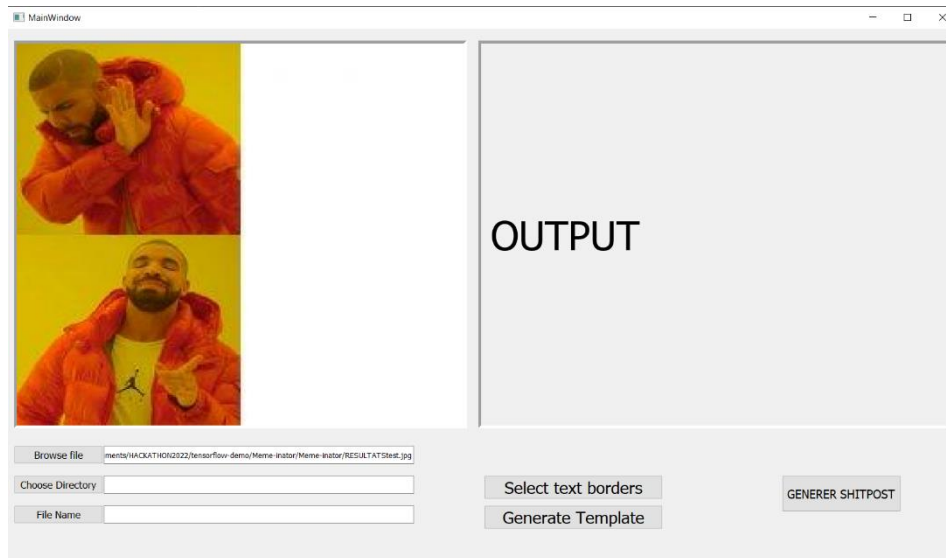 MainWindow
OUTPUT
Browse file
ments/HACKATHON2022/tensorflow-demo/Meme-inator/Meme-inator/RESULTATStest.jpg
Choose Directory
File Name
Select text borders
Generate Template
GENERER SHITPOST